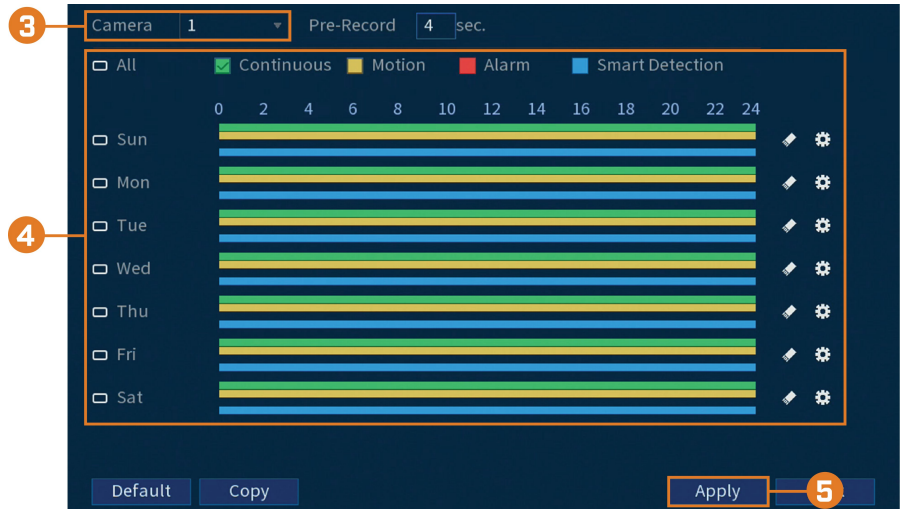 3 Camera 1 Pre-Record 4 sec.
All Continuous Motion Alarm Smart Detection
0 2 4 6 8 10 12 14 16 18 20 22 24
Sun
Mon
4 Tue
Wed
Thu
Fri
Sat
Default Copy Apply 5